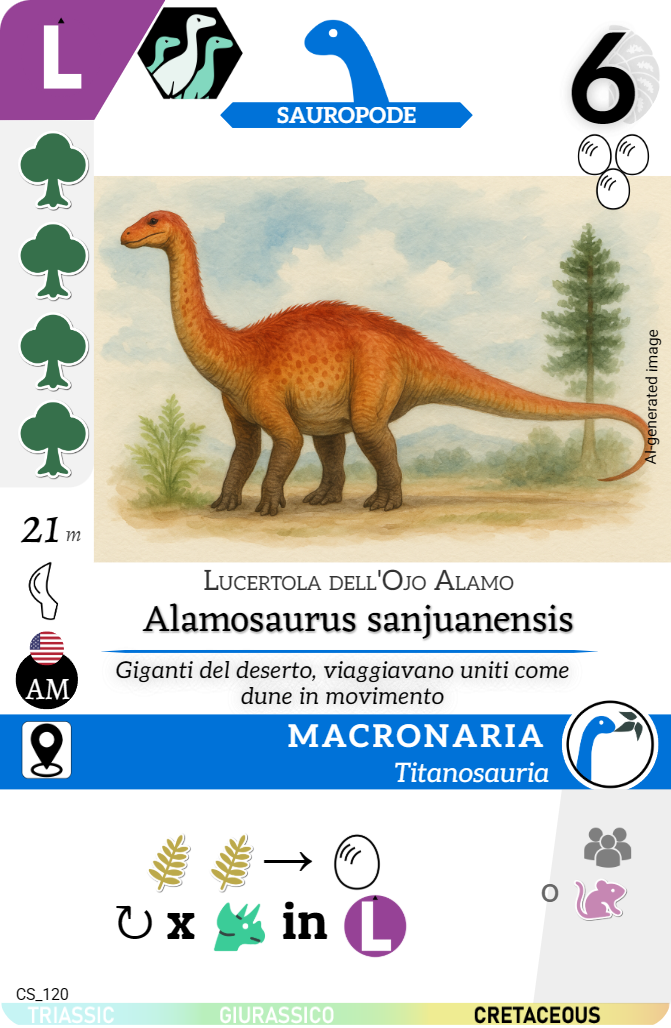 L
SAUROPODE
6
AI-generated image
21 m
AM
Lucertola dell'Ojo Alamo
Alamosaurus sanjuanensis
Giganti del deserto, viaggiavano uniti come
dune in movimento
MACRONARIA
Titanosauria
→
↻ x in L
o
CS_120
TRIASSIC GIURASSICO CRETACEOUS